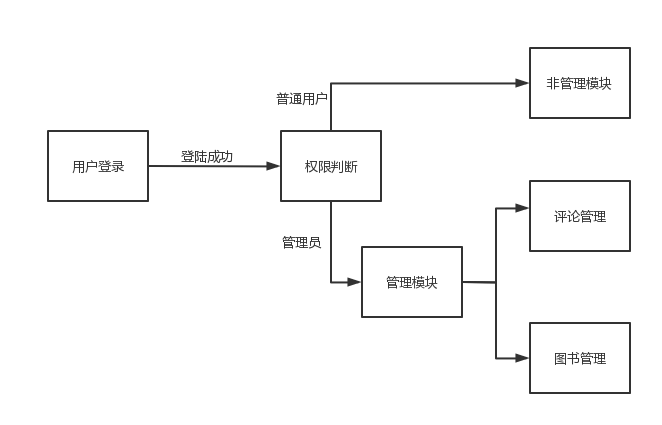 非管理模块
普通用户
用户登录
登陆成功
权限判断
评论管理
管理员
管理模块
图书管理